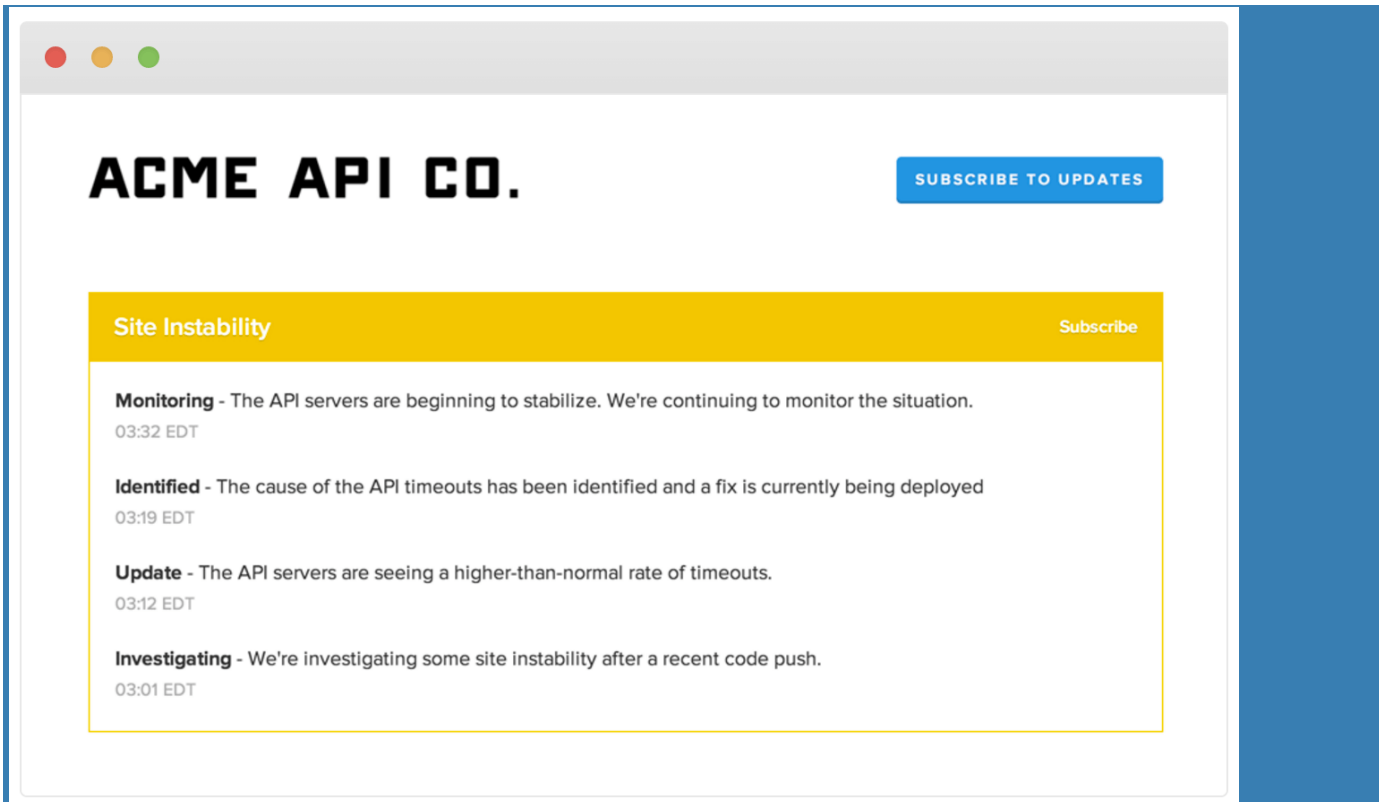 ACME API CO.
SUBSCRIBE TO UPDATES
Site Instability
Subscribe
Monitoring - The API servers are beginning to stabilize. We're continuing to monitor the situation.
03:32 EDT
Identified - The cause of the API timeouts has been identified and a fix is currently being deployed
03:19 EDT
Update - The API servers are seeing a higher-than-normal rate of timeouts.
03:12 EDT
Investigating - We're investigating some site instability after a recent code push.
03:01 EDT